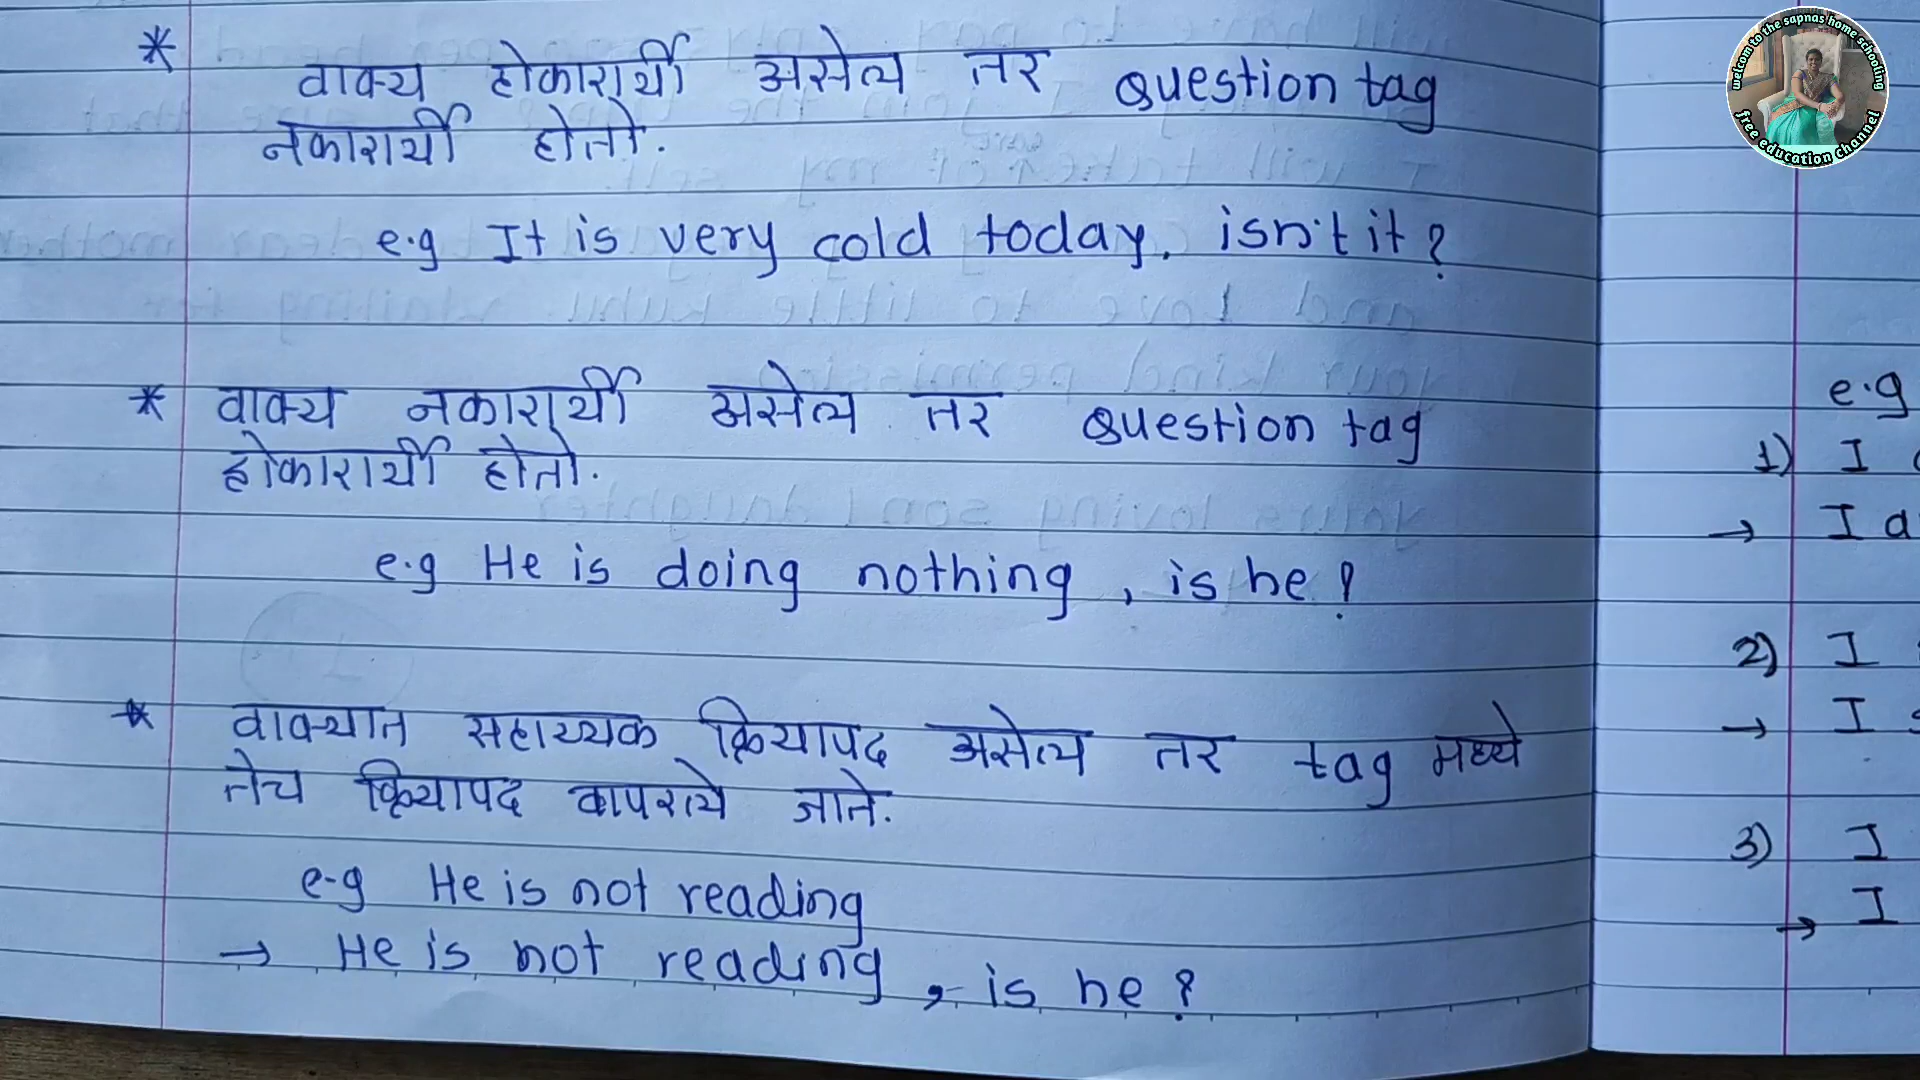 * वाक्य होकारार्थी असेल तर Question tag
नकारार्थी होतो.
e.g It is very cold today. isn't it?
* वाक्य नकारार्थी असेल तर Question tag
होकारार्थी होतो.
e.g He is doing nothing, is he?
* वाक्यात सहाय्यक क्रियापद असेल तर tag मध्ये
तेच क्रियापद वापरले जाते.
e-g He is not reading
→ He is not reading, is he?
e.g
1) I
→ I a
2) I
→ I s
3) I
→ I
welcom to the sapnas home schooling
free education channel